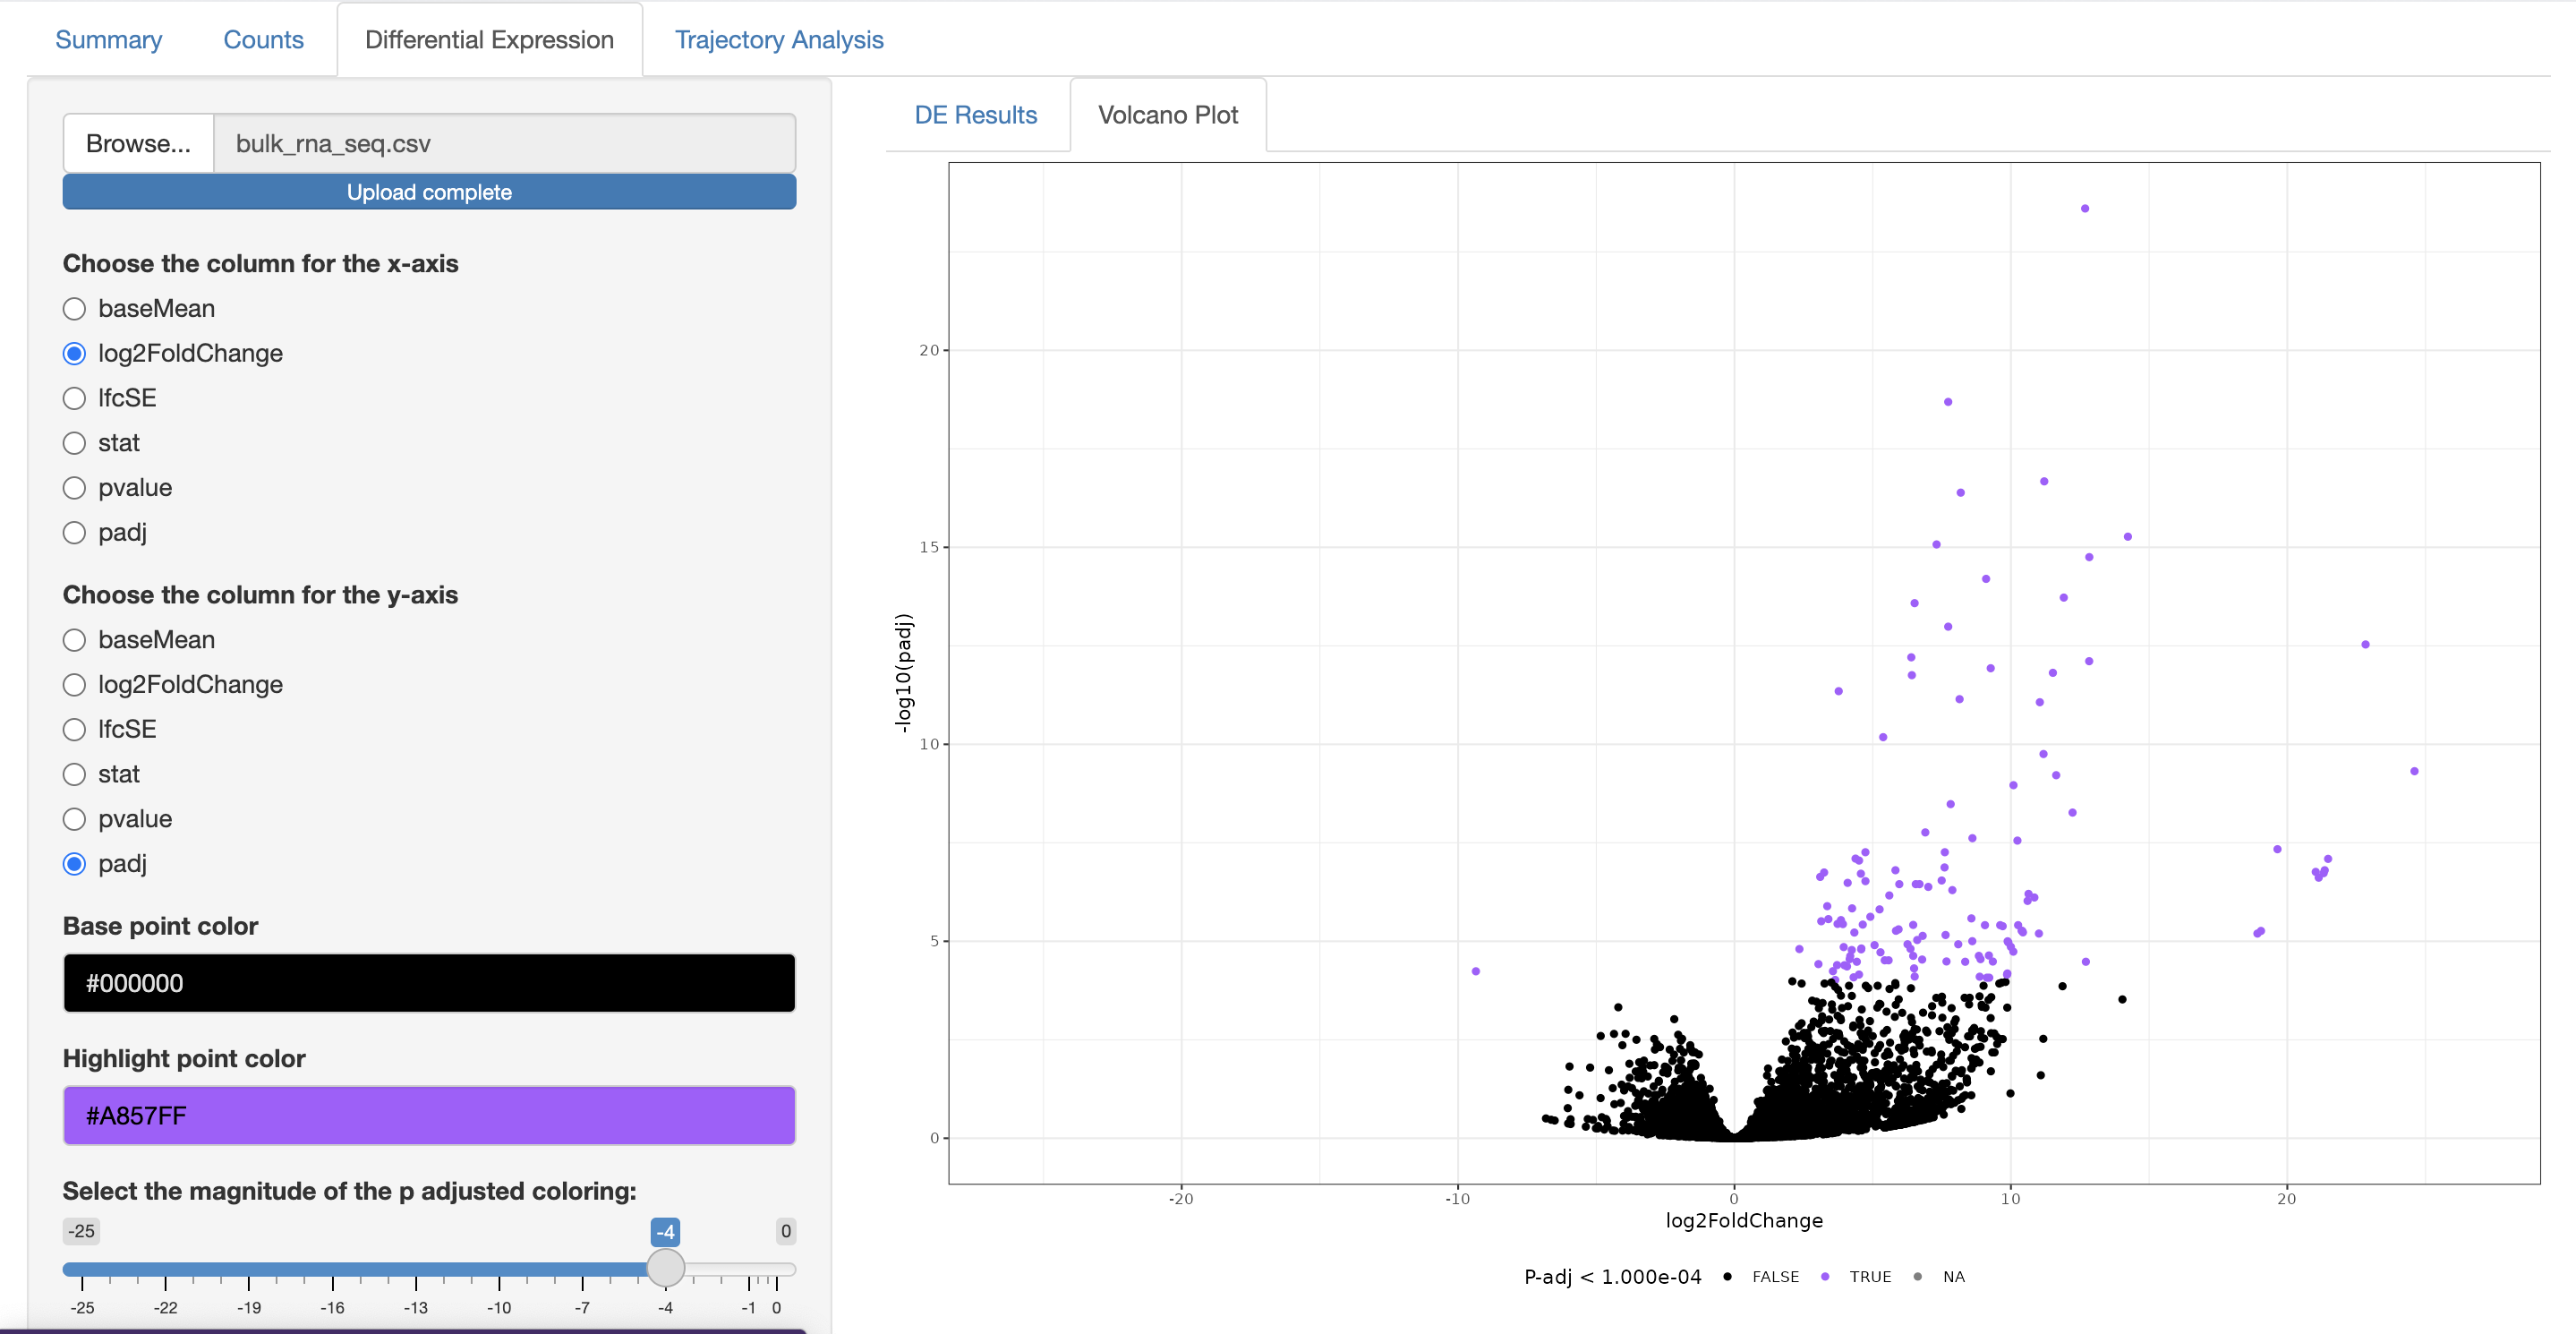 Summary Counts Differential Expression Trajectory Analysis
Browse... bulk_rna_seq.csv
Upload complete
Choose the column for the x-axis
baseMean
log2FoldChange
lfcSE
stat
pvalue
padj
Choose the column for the y-axis
baseMean
log2FoldChange
lfcSE
stat
pvalue
padj
Base point color
#000000
Highlight point color
#A857FF
Select the magnitude of the p adjusted coloring:
-25 -4 0
-25 -22 -19 -16 -13 -10 -7 -4 -1 0
DE Results Volcano Plot
-log10(padj)
20
15
10
5
0
-20 -10 0 10 20
log2FoldChange
P-adj < 1.000e-04 FALSE TRUE NA